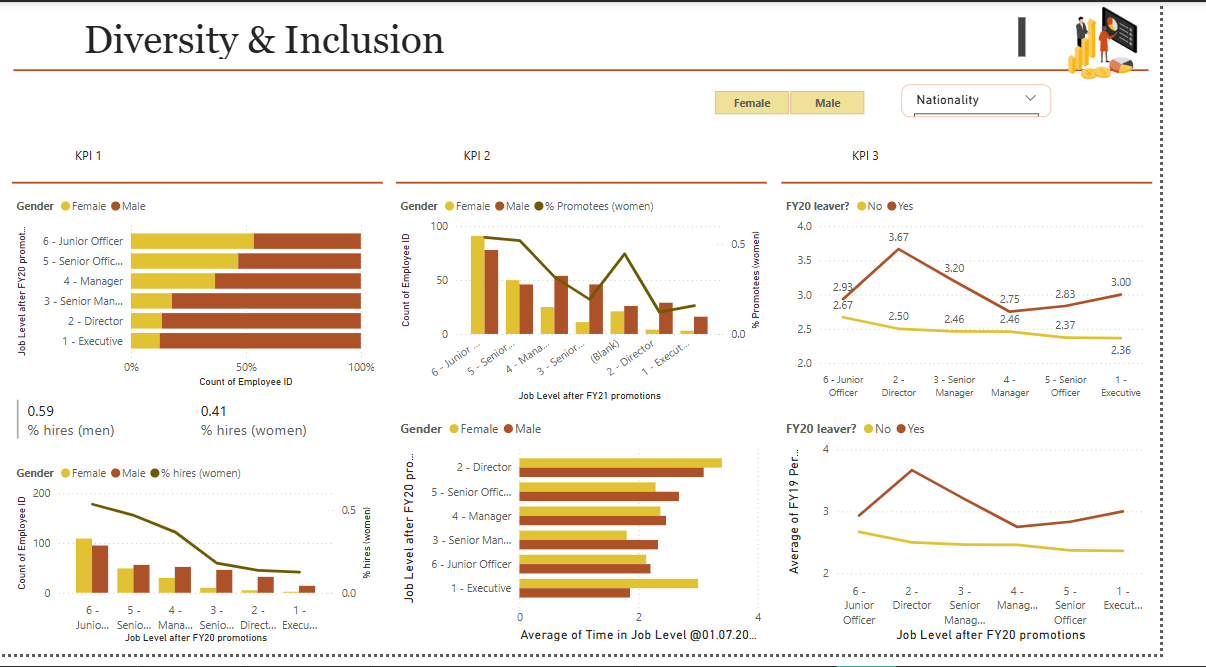 Diversity & Inclusion
Female
Male
Nationality
KPI 1
KPI 2
KPI 3
Gender Female Male
Job Level after FY20 promot...
6 - Junior Officer
5 - Senior Offic...
4 - Manager
3 - Senior Man...
2 - Director
1 - Executive
0% 50% 100%
Count of Employee ID
0.59
% hires (men)
0.41
% hires (women)
Gender Female Male % hires (women)
Count of Employee ID
200
100
0
0.5
0.0
% hires (women)
6 - Junio...
5 - Senio...
4 - Mana...
3 - Senio...
2 - Direct...
1 - Execu...
Job Level after FY20 promotions
Gender Female Male % Promotees (women)
Count of Employee ID
100
50
0
0.5
0.0
% Promotees (women)
6 - Junior ...
5 - Senior...
4 - Mana...
3 - Senior...
(Blank)
2 - Director
1 - Execut...
Job Level after FY21 promotions
Gender Female Male
Job Level after FY20 pro...
2 - Director
5 - Senior Offic...
4 - Manager
3 - Senior Man...
6 - Junior Officer
1 - Executive
0 2 4
Average of Time in Job Level @01.07.20...
FY20 leaver? No Yes
4.0
3.5
3.0
2.5
2.0
2.93
3.67
3.20
2.75
2.83
3.00
2.67
2.50
2.46
2.46
2.37
2.36
6 - Junior Officer
2 - Director
3 - Senior Manager
4 - Manager
5 - Senior Officer
1 - Executive
FY20 leaver? No Yes
Average of FY19 Per...
4
3
2
6 - Junior Officer
2 - Director
3 - Senior Manag...
4 - Manag...
5 - Senior Officer
1 - Execut...
Job Level after FY20 promotions